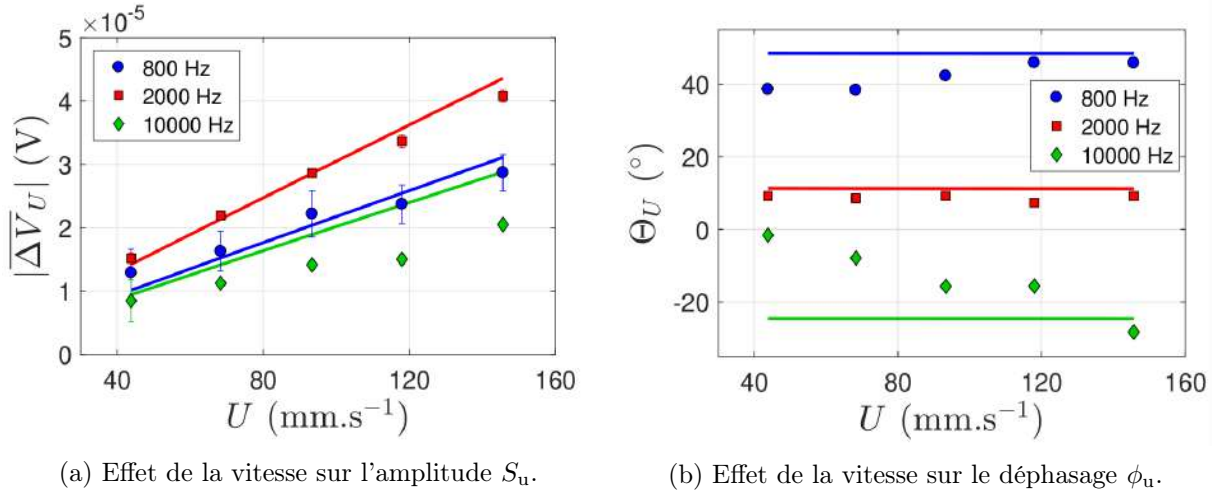 ×10⁻⁵
5
4
3
2
1
0
|ΔV̅_U| (V)
800 Hz
2000 Hz
10000 Hz
40
80
120
160
U (mm.s⁻¹)
(a) Effet de la vitesse sur l'amplitude Sᵤ.
40
20
0
-20
Θ_U (°)
800 Hz
2000 Hz
10000 Hz
40
80
120
160
U (mm.s⁻¹)
(b) Effet de la vitesse sur le déphasage ϕᵤ.